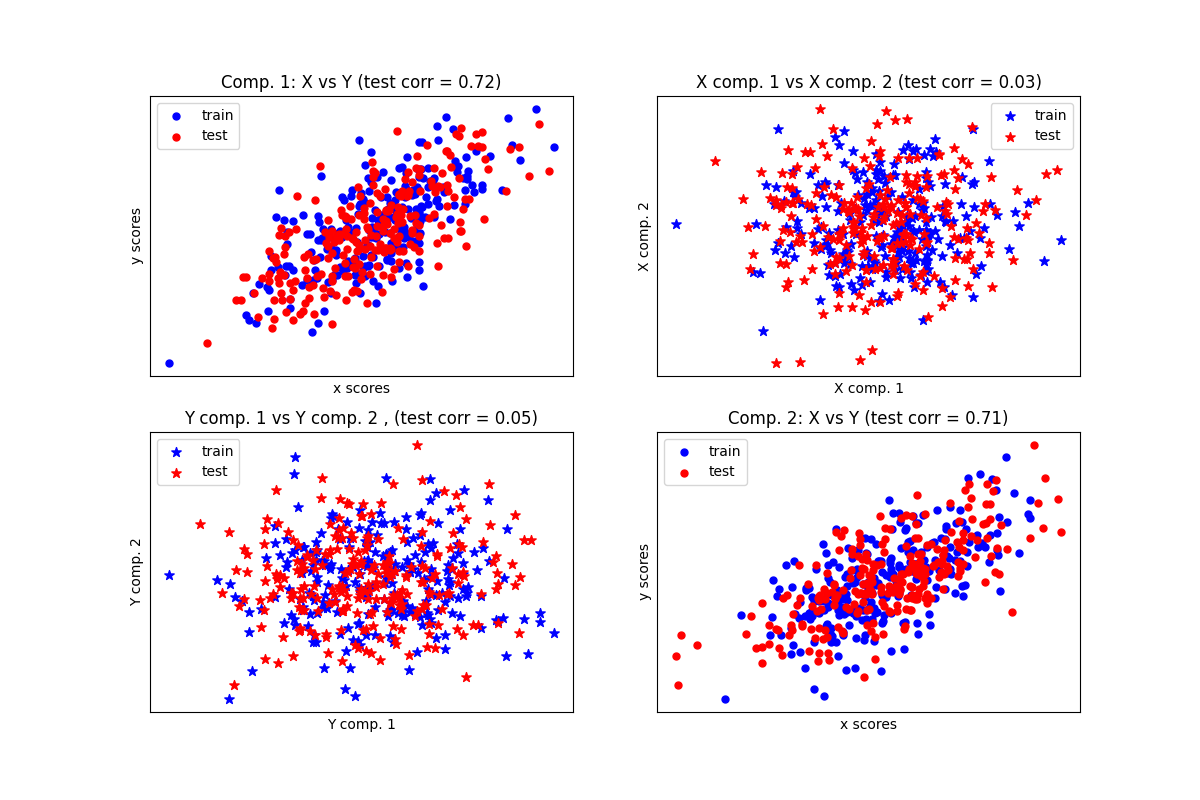 Comp. 1: X vs Y (test corr = 0.72)
train
test
y scores
x scores
X comp. 1 vs X comp. 2 (test corr = 0.03)
train
test
X comp. 2
X comp. 1
Y comp. 1 vs Y comp. 2 , (test corr = 0.05)
train
test
Y comp. 2
Y comp. 1
Comp. 2: X vs Y (test corr = 0.71)
train
test
y scores
x scores